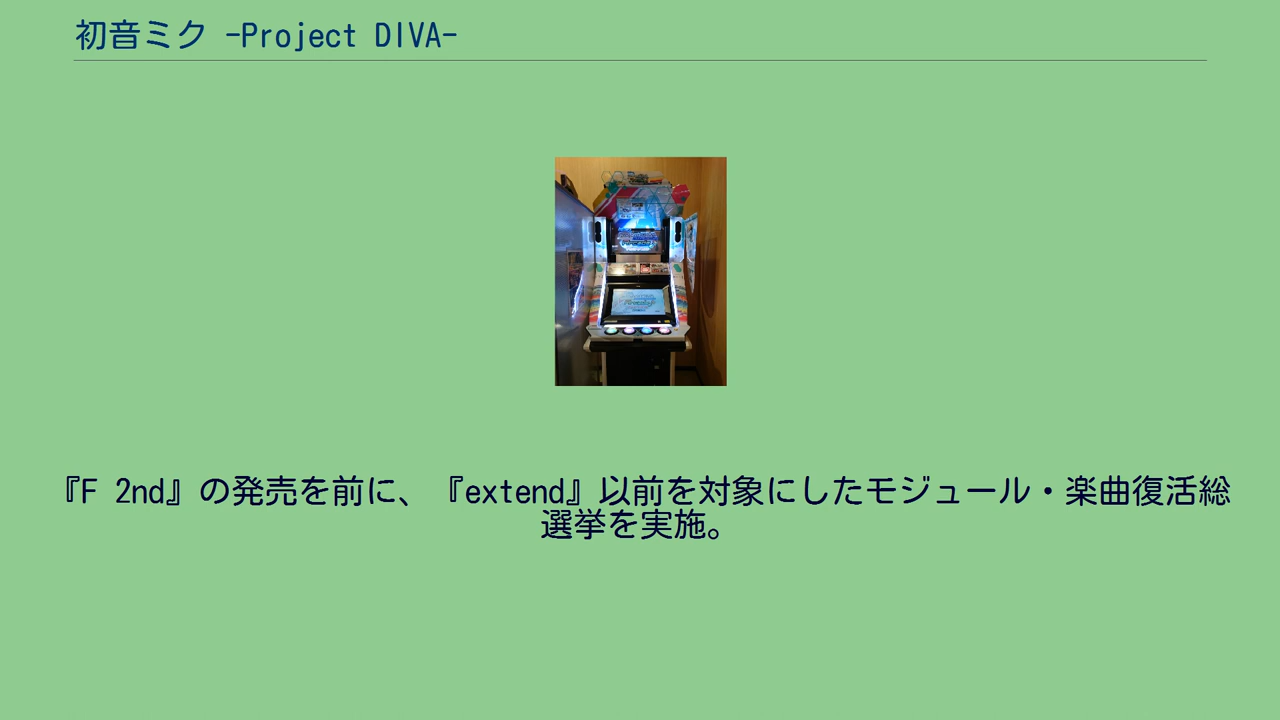 初音ミク -Project DIVA-
『F 2nd』の発売を前に、『extend』以前を対象にしたモジュール・楽曲復活総
選挙を実施。